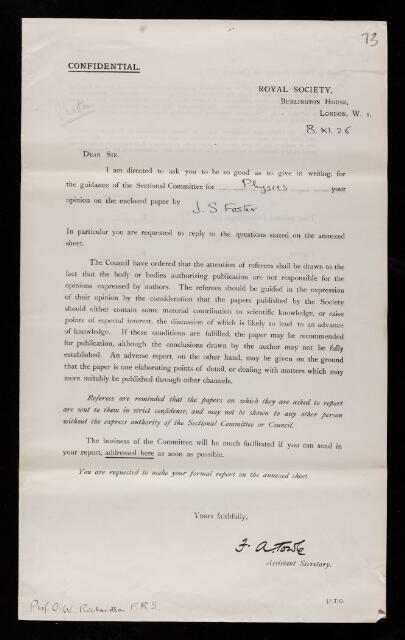 73
CONFIDENTIAL.
ROYAL SOCIETY,
BURLINGTON HOUSE,
LONDON, W. 1.
8. XI. 26
DEAR SIR,
I am directed to ask you to be so good as to give in writing, for
the guidance of the Sectional Committee for Physics your
opinion on the enclosed paper by J. S. Foster
In particular you are requested to reply to the questions stated on the annexed
sheet.
The Council have ordered that the attention of referees shall be drawn to the
fact that the body or bodies authorizing publication are not responsible for the
opinions expressed by authors. The referees should be guided in the expression
of their opinion by the consideration that the papers published by the Society
should either contain some material contribution to scientific knowledge, or raise
points of especial interest, the discussion of which is likely to lead to an advance
of knowledge. If these conditions are fulfilled, the paper may be recommended
for publication, although the conclusions drawn by the author may not be fully
established. An adverse report, on the other hand, may be given on the ground
that the paper is one elaborating points of detail, or dealing with matters which may
more suitably be published through other channels.
Referees are reminded that the papers on which they are asked to report
are sent to them in strict confidence, and may not be shown to any other person
without the express authority of the Sectional Committee or Council.
The business of the Committee will be much facilitated if you can send in
your report, addressed here as soon as possible.
You are requested to make your formal report on the annexed sheet.
Yours faithfully,
F. A. Towle
Assistant Secretary.
[P.T.O.
Prof. O. W. Richardson F.R.S.